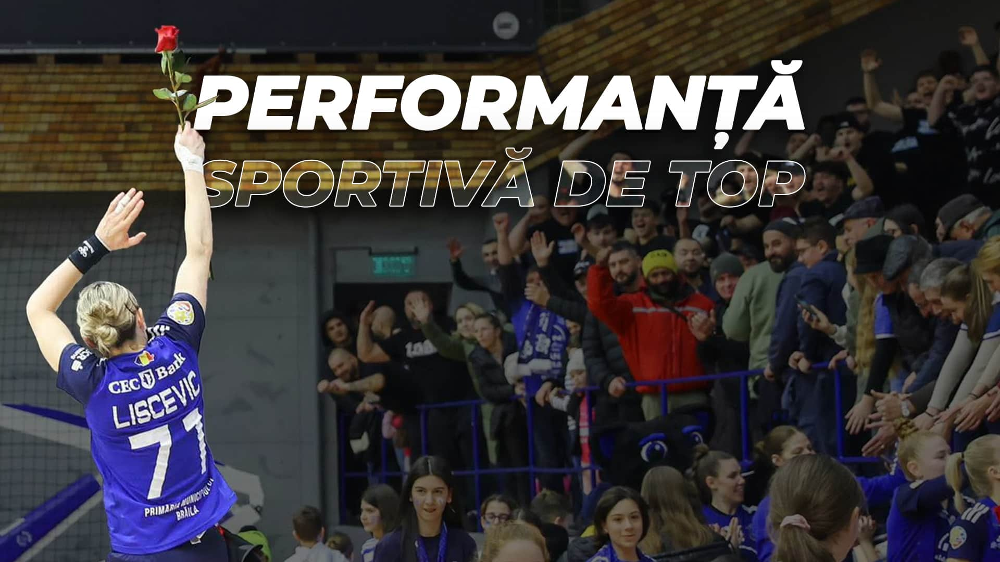 PERFORMANȚĂ
SPORTIVĂ DE TOP
CEC Bank
LISCEVIC
77
PRIMĂRIA MUNICIPIULUI
BRĂILA